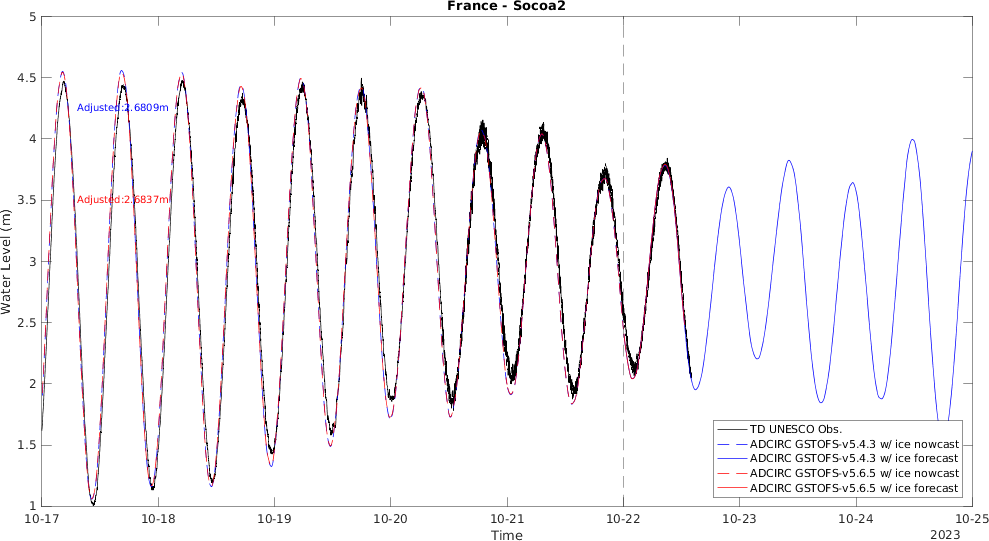 France - Socoa2
5
4.5
4
3.5
3
2.5
2
1.5
1
Water Level (m)
Adjusted:2.6809m
Adjusted:2.6837m
TD UNESCO Obs.
ADCIRC GSTOFS-v5.4.3 w/ ice nowcast
ADCIRC GSTOFS-v5.4.3 w/ ice forecast
ADCIRC GSTOFS-v5.6.5 w/ ice nowcast
ADCIRC GSTOFS-v5.6.5 w/ ice forecast
10-17 10-18 10-19 10-20 10-21 10-22 10-23 10-24 10-25
Time
2023